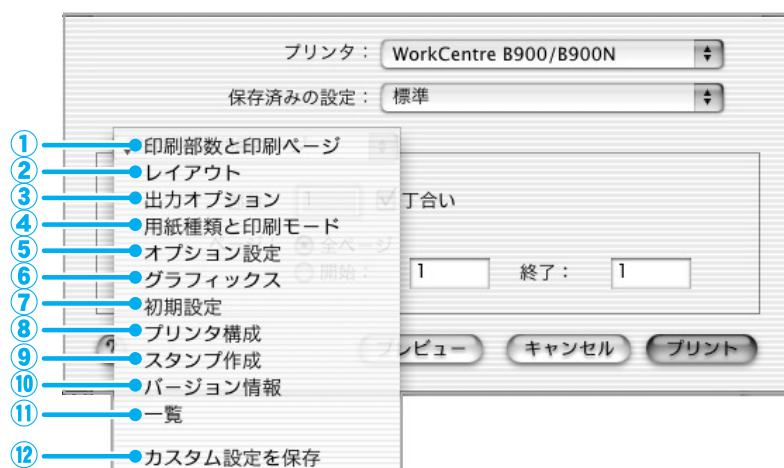 プリンタ： WorkCentre B900/B900N
保存済みの設定： 標準
① 印刷部数と印刷ページ
② レイアウト
③ 出力オプション 1 丁合い
④ 用紙種類と印刷モード
⑤ オプション設定 全ページ
⑥ グラフィックス 開始： 1 終了： 1
⑦ 初期設定
⑧ プリンタ構成
プレビュー キャンセル プリント
⑨ スタンプ作成
⑩ バージョン情報
⑪ 一覧
⑫ カスタム設定を保存